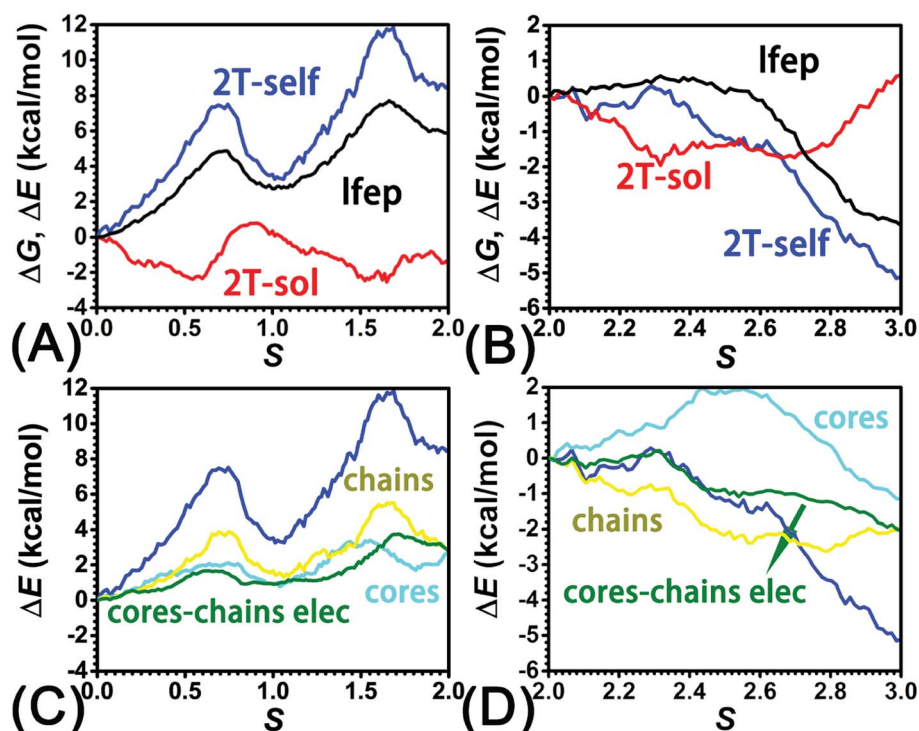 ΔG, ΔE (kcal/mol)
12
10
8
6
4
2
0
-2
-4
2T-self
lfep
2T-sol
0.0
0.5
1.0
1.5
2.0
S
(A)
ΔG, ΔE (kcal/mol)
2
1
0
-1
-2
-3
-4
-5
-6
lfep
2T-sol
2T-self
2.0
2.2
2.4
2.6
2.8
3.0
S
(B)
ΔE (kcal/mol)
12
10
8
6
4
2
0
-2
-4
chains
cores
cores-chains elec
0.0
0.5
1.0
1.5
2.0
S
(C)
ΔE (kcal/mol)
2
1
0
-1
-2
-3
-4
-5
-6
cores
chains
cores-chains elec
2.0
2.2
2.4
2.6
2.8
3.0
S
(D)